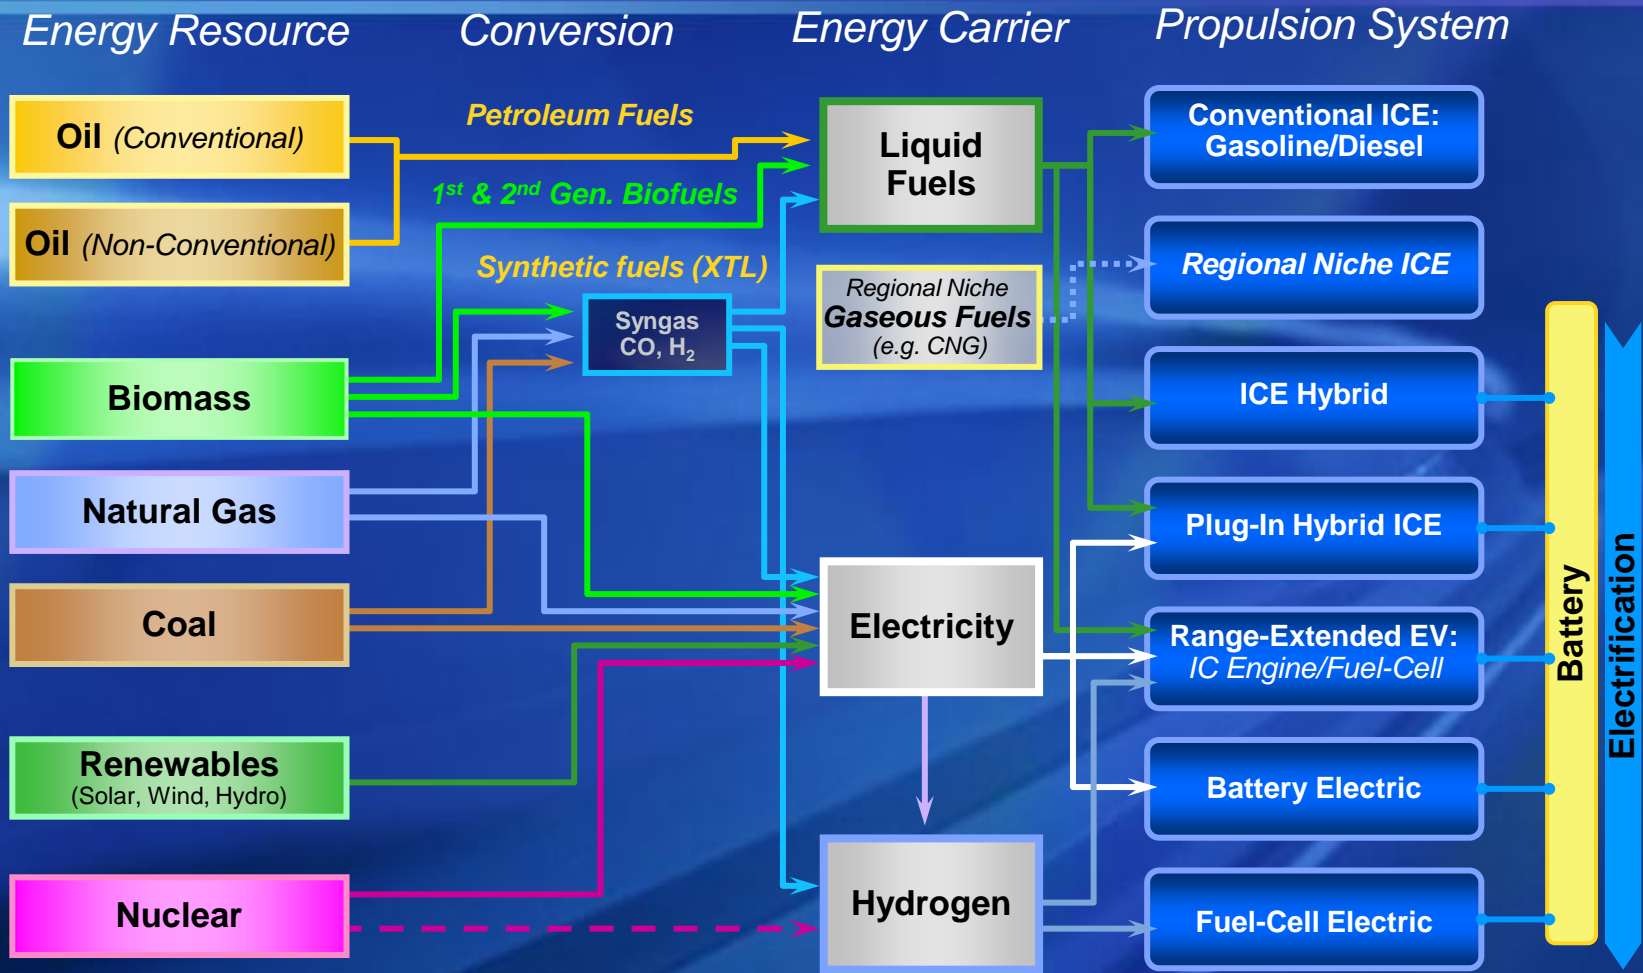 Energy Resource
Conversion
Energy Carrier
Propulsion System
Oil (Conventional)
Oil (Non-Conventional)
Biomass
Natural Gas
Coal
Renewables
(Solar, Wind, Hydro)
Nuclear
Petroleum Fuels
1st & 2nd Gen. Biofuels
Synthetic fuels (XTL)
Syngas
CO, H2
Liquid
Fuels
Regional Niche
Gaseous Fuels
(e.g. CNG)
Electricity
Hydrogen
Conventional ICE:
Gasoline/Diesel
Regional Niche ICE
ICE Hybrid
Plug-In Hybrid ICE
Range-Extended EV:
IC Engine/Fuel-Cell
Battery Electric
Fuel-Cell Electric
Battery
Electrification